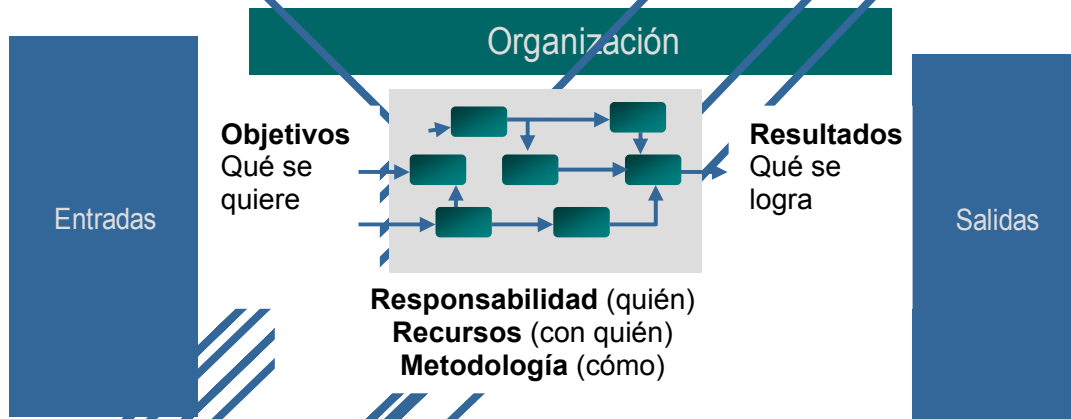 Organización
Entradas
Objetivos
Qué se
quiere
Resultados
Qué se
logra
Salidas
Responsabilidad (quién)
Recursos (con quién)
Metodología (cómo)